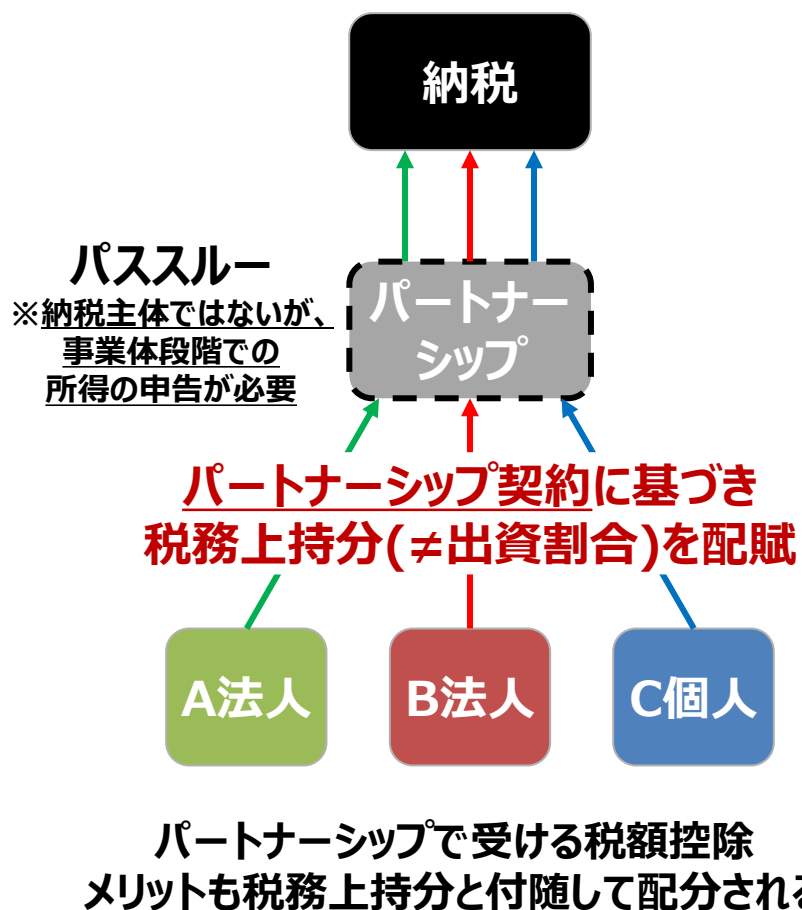 納税
パススルー
※納税主体ではないが、
事業体段階での
所得の申告が必要
パートナー
シップ
パートナーシップ契約に基づき
税務上持分(≠出資割合)を配賦
A法人
B法人
C個人
パートナーシップで受ける税額控除
メリットも税務上持分と付随して配分される